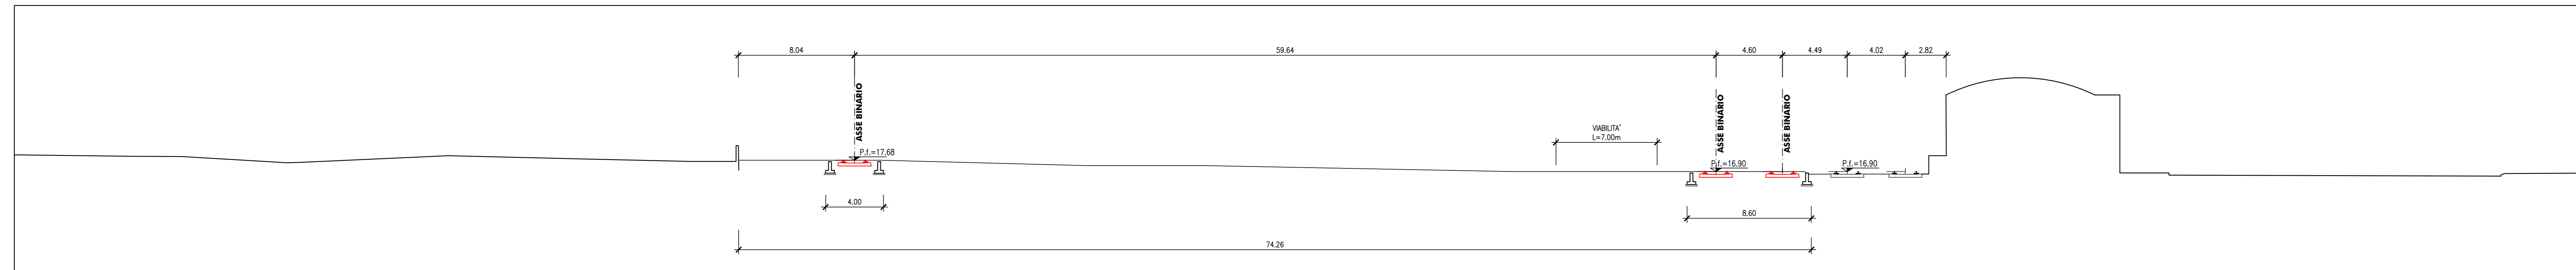 8.04
59.64
4.60
4.49
4.02
2.82
ASSE BINARIO
ASSE BINARIO
ASSE BINARIO
VIABILITA'
L=7.00m
P.f.=17.68
P.f.=16.90
P.f.=16.90
4.00
8.60
74.26